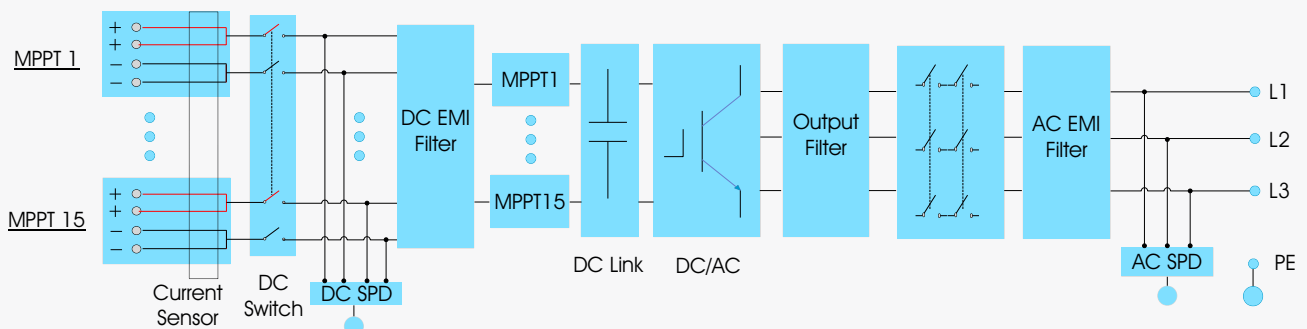 MPPT 1
+
+
−
−
MPPT 15
+
+
−
−
Current
Sensor
DC
Switch
DC SPD
DC EMI
Filter
MPPT1
MPPT15
DC Link
DC/AC
Output
Filter
AC EMI
Filter
L1
L2
L3
AC SPD
PE